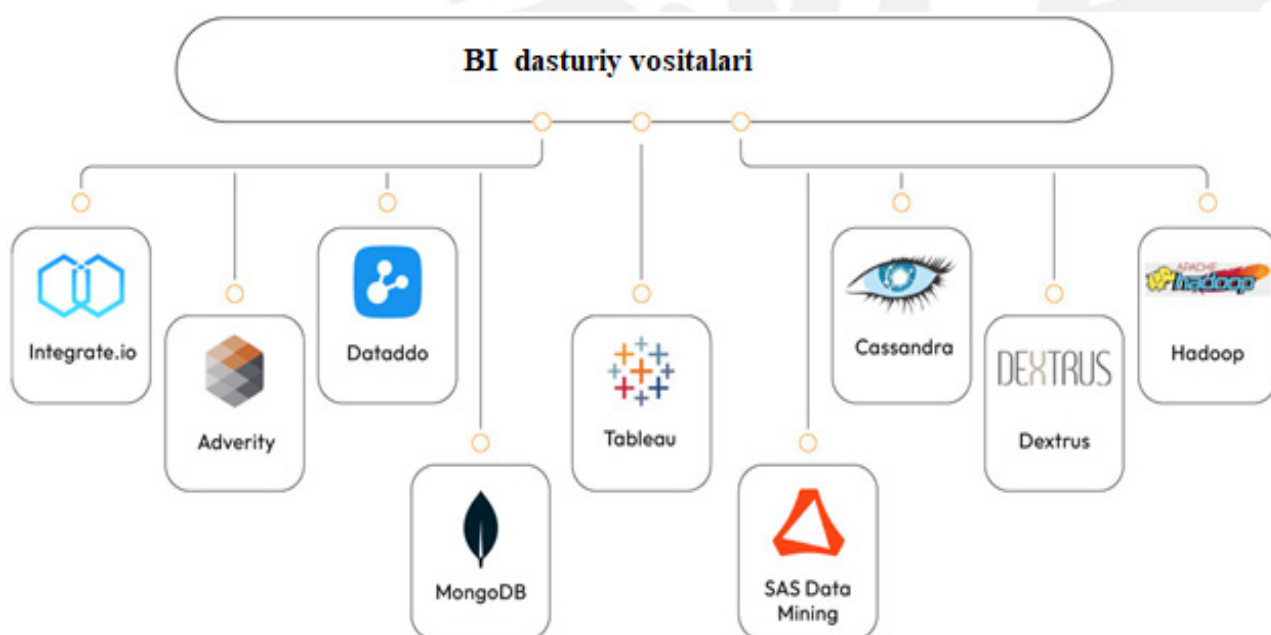 BI dasturiy vositalari
Integrate.io
Adverity
Dataddo
MongoDB
Tableau
SAS Data
Mining
Cassandra
DEXTRUS
Dextrus
APACHE
hadoop
Hadoop